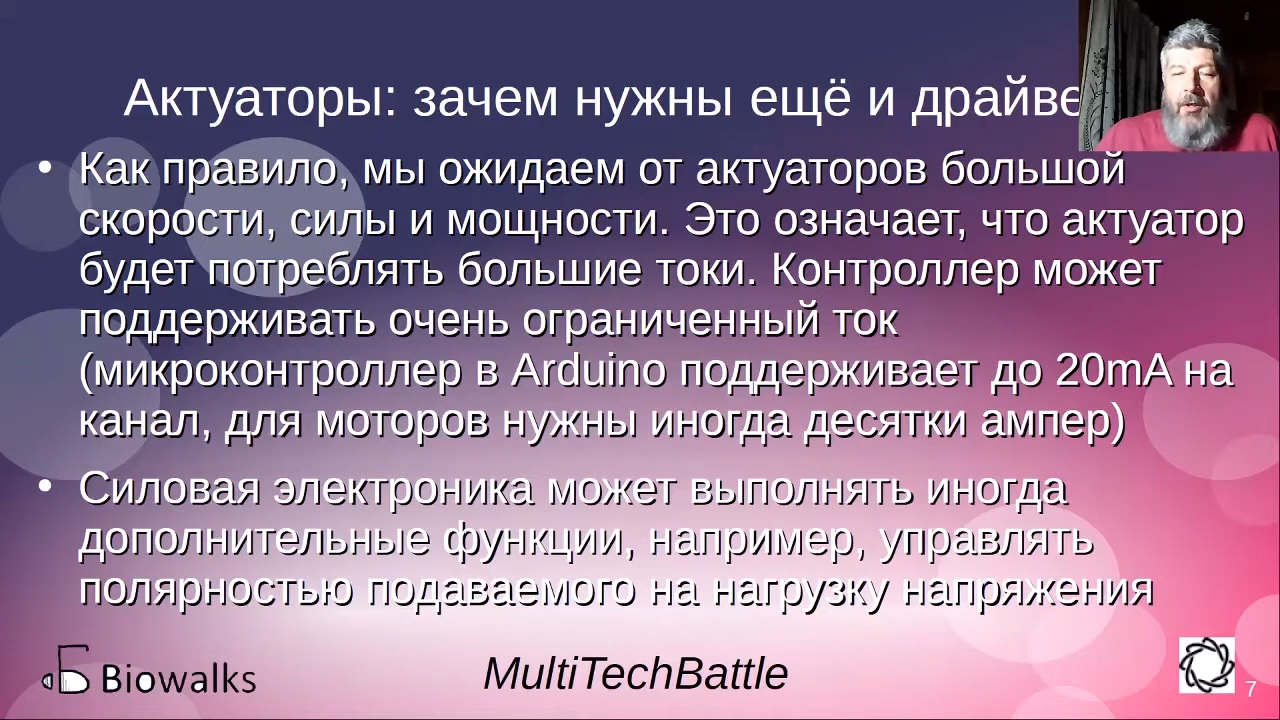 Актуаторы: зачем нужны ещё и драйве
• Как правило, мы ожидаем от актуаторов большой
скорости, силы и мощности. Это означает, что актуатор
будет потреблять большие токи. Контроллер может
поддерживать очень ограниченный ток
(микроконтроллер в Arduino поддерживает до 20mA на
канал, для моторов нужны иногда десятки ампер)
• Силовая электроника может выполнять иногда
дополнительные функции, например, управлять
полярностью подаваемого на нагрузку напряжения
Biowalks
MultiTechBattle
7